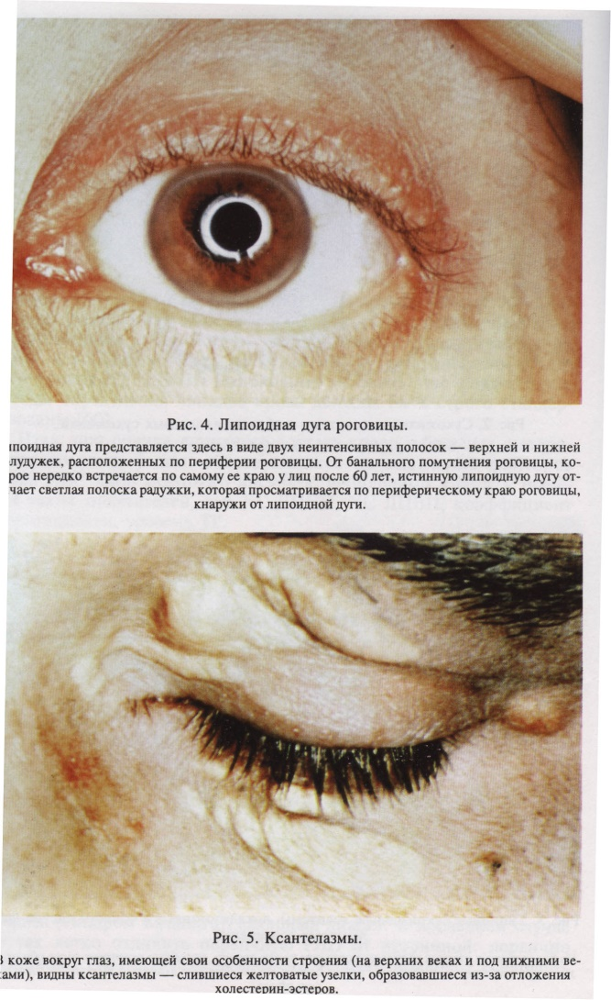 Рис. 4. Липоидная дуга роговицы.
ипоидная дуга представляется здесь в виде двух неинтенсивных полосок — верхней и нижней
лудужек, расположенных по периферии роговицы. От банального помутнения роговицы, ко-
рое нередко встречается по самому ее краю у лиц после 60 лет, истинную липоидную дугу от-
чает светлая полоска радужки, которая просматривается по периферическому краю роговицы,
кнаружи от липоидной дуги.
Рис. 5. Ксантелазмы.
В коже вокруг глаз, имеющей свои особенности строения (на верхних веках и под нижними ве-
ами), видны ксантелазмы — слившиеся желтоватые узелки, образовавшиеся из-за отложения
холестерин-эстеров.